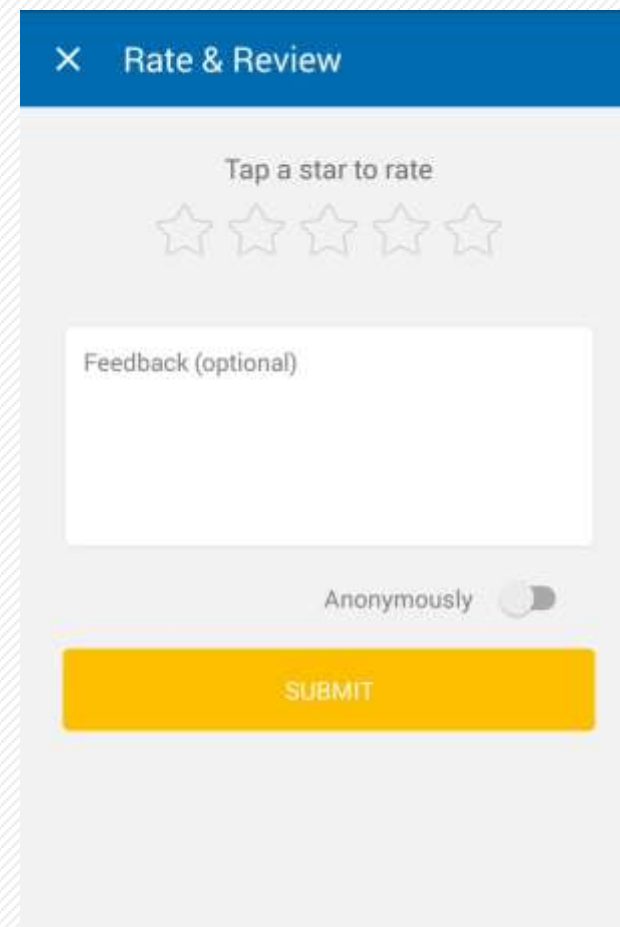 Rate & Review
Tap a star to rate
Feedback (optional)
Anonymously
SUBMIT